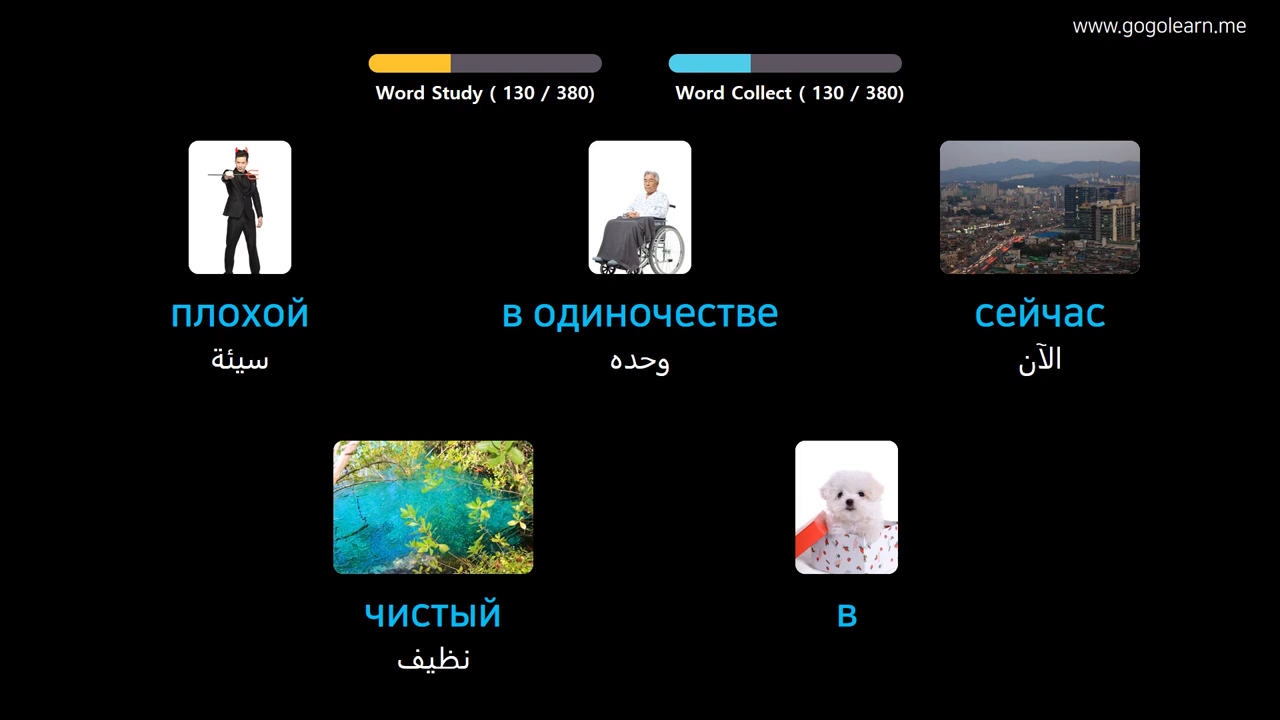 www.gogolearn.me
Word Study ( 130 / 380)
Word Collect ( 130 / 380)
плохой
سيئة
в одиночестве
وحده
сейчас
الآن
чистый
نظيف
в